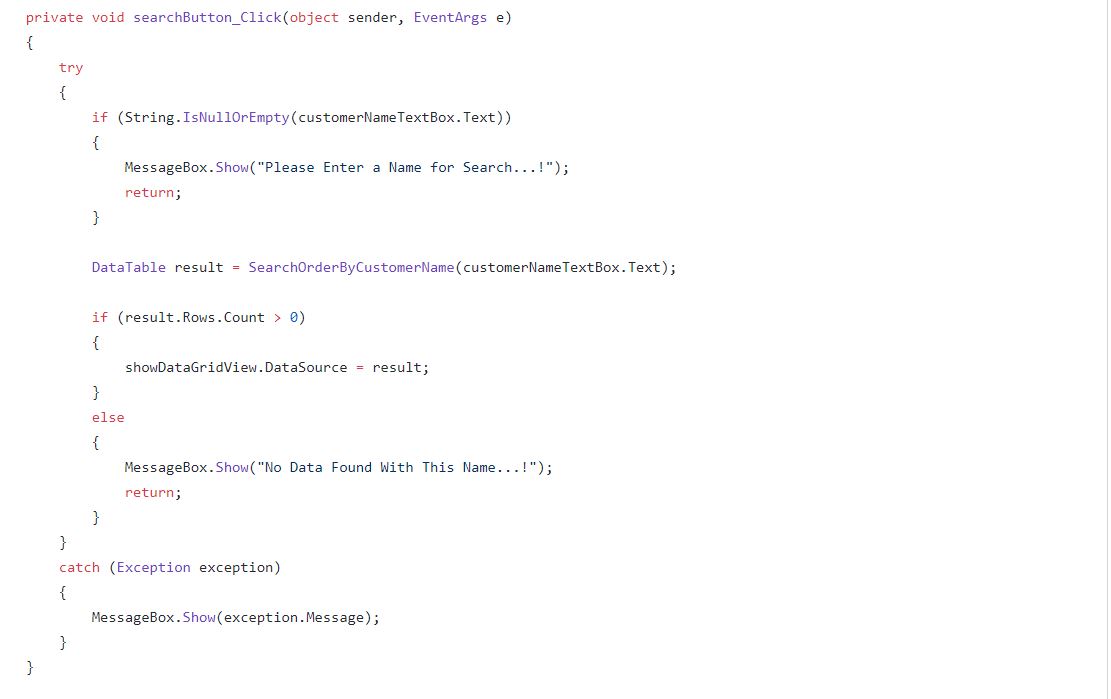 private void searchButton_Click(object sender, EventArgs e)
{
    try
    {
        if (String.IsNullOrEmpty(customerNameTextBox.Text))
        {
            MessageBox.Show("Please Enter a Name for Search...!");
            return;
        }

        DataTable result = SearchOrderByCustomerName(customerNameTextBox.Text);

        if (result.Rows.Count > 0)
        {
            showDataGridView.DataSource = result;
        }
        else
        {
            MessageBox.Show("No Data Found With This Name...!");
            return;
        }
    }
    catch (Exception exception)
    {
        MessageBox.Show(exception.Message);
    }
}